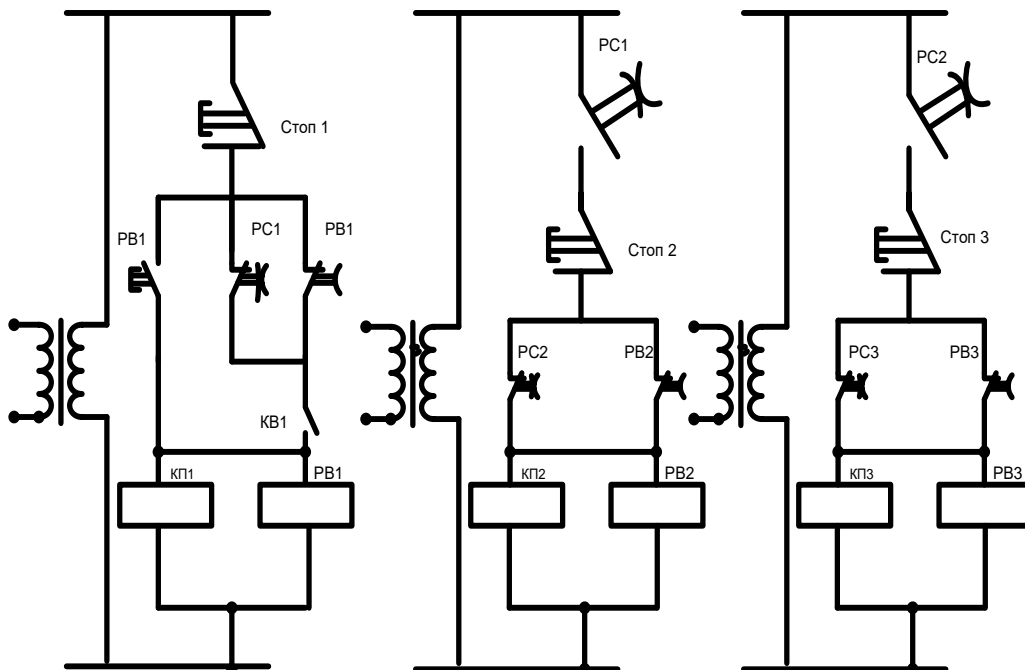 РС1
РС2
Стоп 1
РВ1
РС1
РВ1
Стоп 2
Стоп 3
РС2
РВ2
РС3
РВ3
КВ1
КП1
РВ1
КП2
РВ2
КП3
РВ3